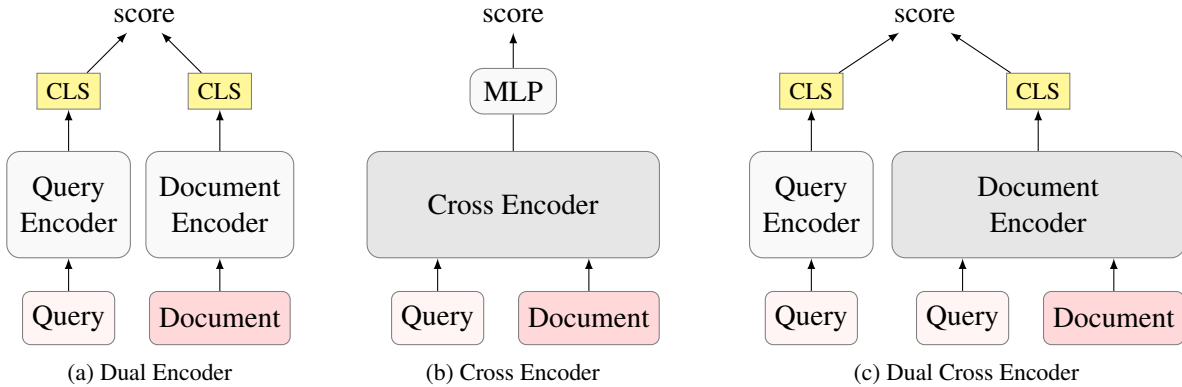 score
CLS
CLS
Query
Encoder
Document
Encoder
Query
Document
(a) Dual Encoder
score
MLP
Cross Encoder
Query
Document
(b) Cross Encoder
score
CLS
CLS
Query
Encoder
Document
Encoder
Query
Query
Document
(c) Dual Cross Encoder